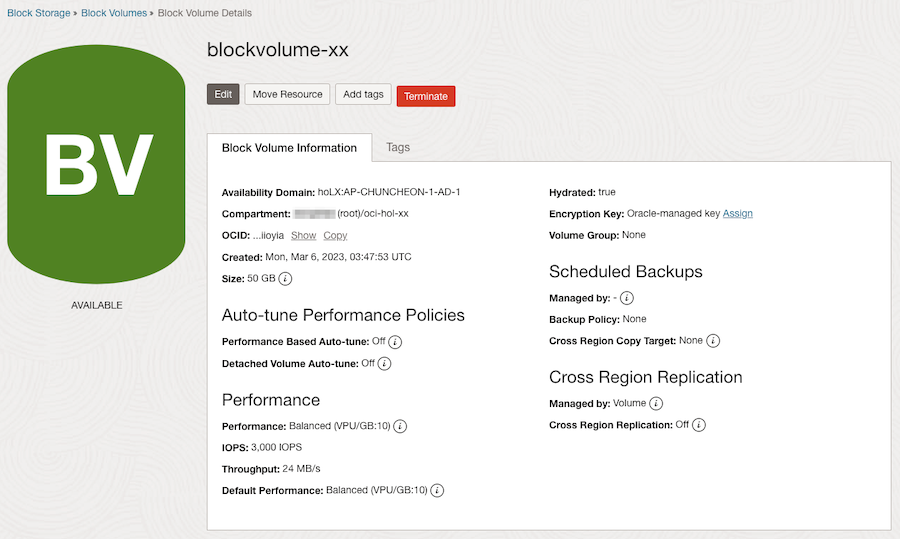 Block Storage » Block Volumes » Block Volume Details
BV
AVAILABLE
blockvolume-xx
Edit
Move Resource
Add tags
Terminate
Block Volume Information
Tags
Availability Domain: hoLX:AP-CHUNCHEON-1-AD-1
Compartment: (root)/oci-hol-xx
OCID: ...iioyia Show Copy
Created: Mon, Mar 6, 2023, 03:47:53 UTC
Size: 50 GB i
Auto-tune Performance Policies
Performance Based Auto-tune: Off i
Detached Volume Auto-tune: Off i
Performance
Performance: Balanced (VPU/GB:10) i
IOPS: 3,000 IOPS
Throughput: 24 MB/s
Default Performance: Balanced (VPU/GB:10) i
Hydrated: true
Encryption Key: Oracle-managed key Assign
Volume Group: None
Scheduled Backups
Managed by: - i
Backup Policy: None
Cross Region Copy Target: None i
Cross Region Replication
Managed by: Volume i
Cross Region Replication: Off i